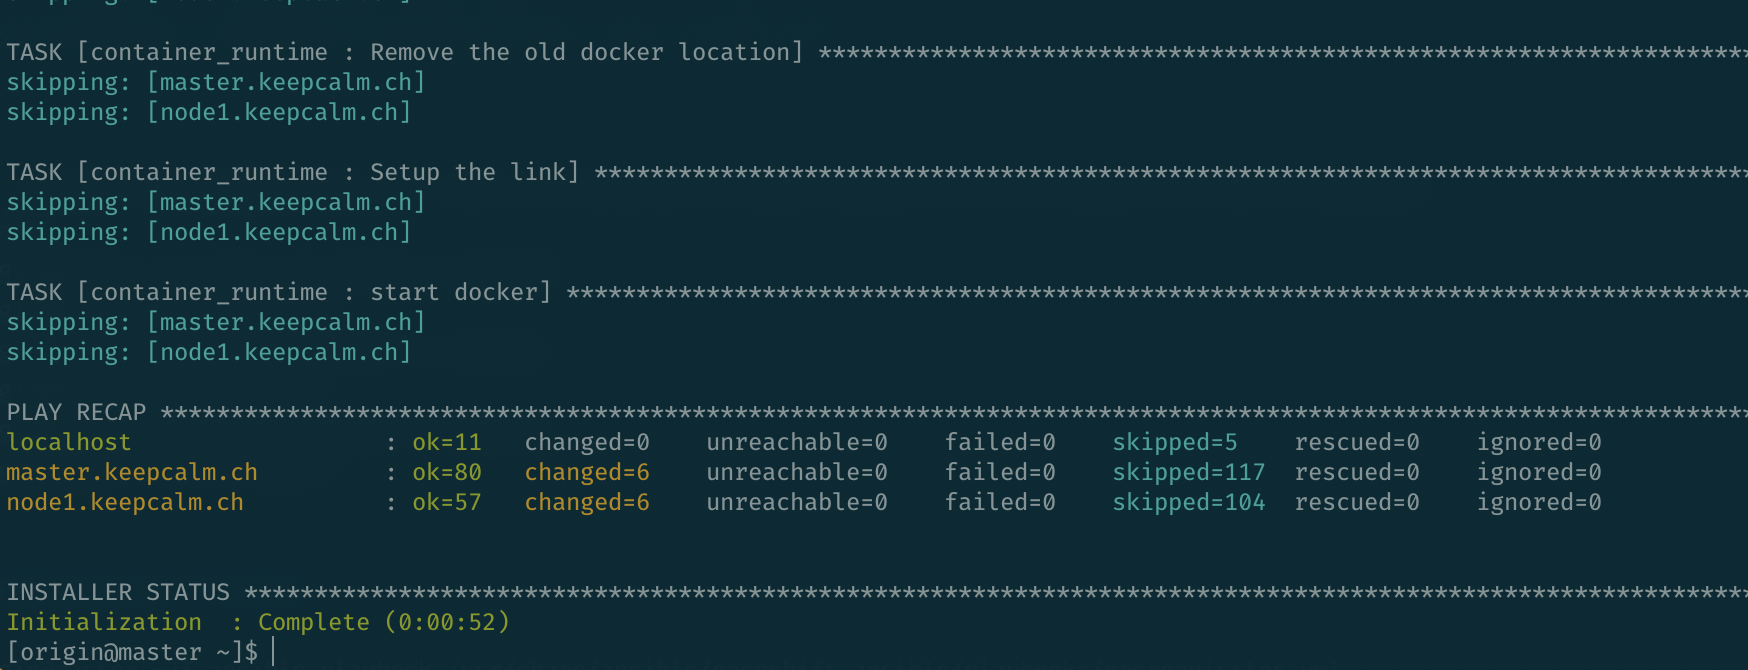 TASK [container_runtime : Remove the old docker location] ******************************************************************
skipping: [master.keepcalm.ch]
skipping: [node1.keepcalm.ch]
TASK [container_runtime : Setup the link] **********************************************************************************
skipping: [master.keepcalm.ch]
skipping: [node1.keepcalm.ch]
TASK [container_runtime : start docker] ************************************************************************************
skipping: [master.keepcalm.ch]
skipping: [node1.keepcalm.ch]
PLAY RECAP *****************************************************************************************************************
localhost : ok=11 changed=0 unreachable=0 failed=0 skipped=5 rescued=0 ignored=0
master.keepcalm.ch : ok=80 changed=6 unreachable=0 failed=0 skipped=117 rescued=0 ignored=0
node1.keepcalm.ch : ok=57 changed=6 unreachable=0 failed=0 skipped=104 rescued=0 ignored=0
INSTALLER STATUS ***********************************************************************************************************
Initialization : Complete (0:00:52)
[origin@master ~]$